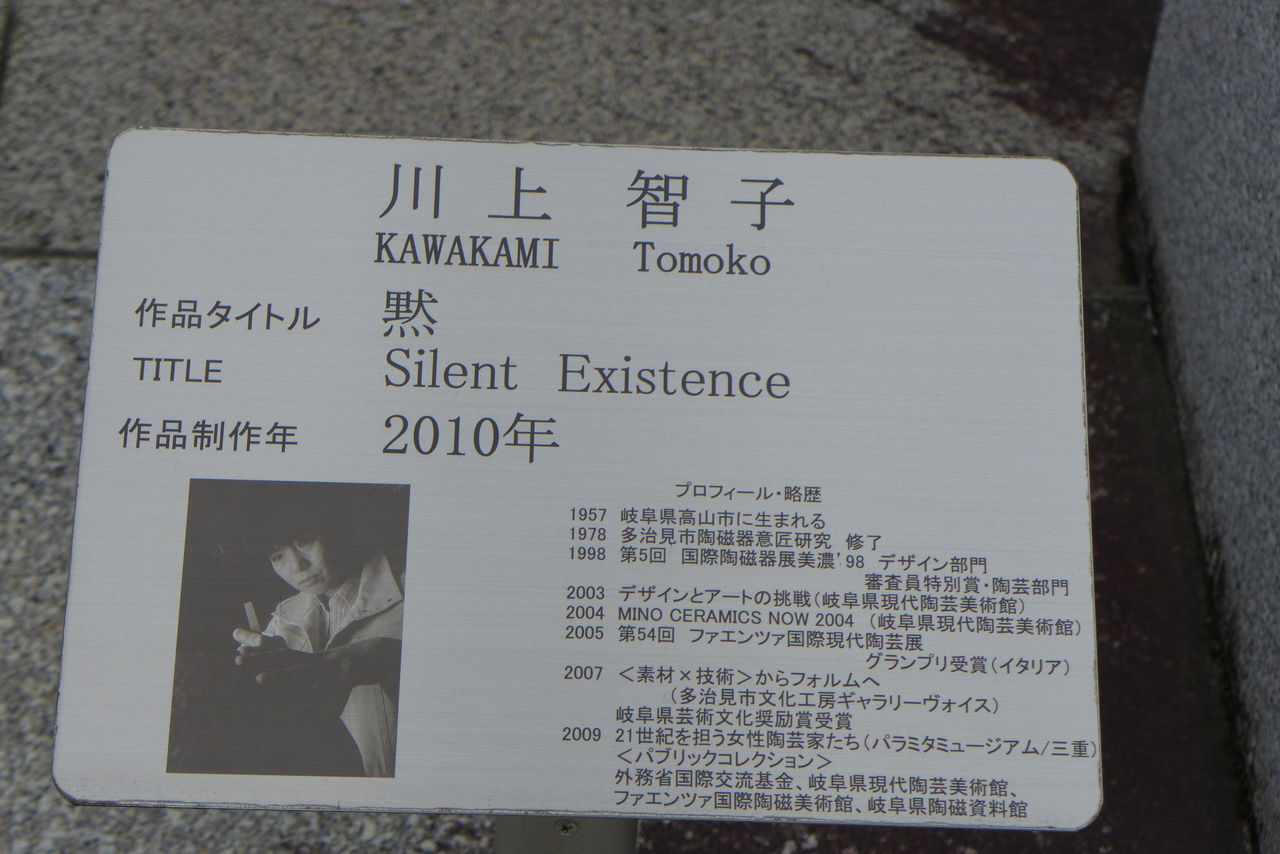 川上 智子
KAWAKAMI Tomoko
作品タイトル 黙
TITLE Silent Existence
作品制作年 2010年
プロフィール・略歴
1957 岐阜県高山市に生まれる
1978 多治見市陶磁器意匠研究 修了
1998 第5回 国際陶磁器展美濃'98 デザイン部門
審査員特別賞・陶芸部門
2003 デザインとアートの挑戦(岐阜県現代陶芸美術館)
2004 MINO CERAMICS NOW 2004 (岐阜県現代陶芸美術館)
2005 第54回 ファエンツァ国際現代陶芸展
グランプリ受賞(イタリア)
2007 <素材×技術>からフォルムへ
(多治見市文化工房ギャラリーヴォイス)
岐阜県芸術文化奨励賞受賞
2009 21世紀を担う女性陶芸家たち(パラミタミュージアム/三重)
<パブリックコレクション>
外務省国際交流基金、岐阜県現代陶芸美術館、
ファエンツァ国際陶磁美術館、岐阜県陶磁資料館